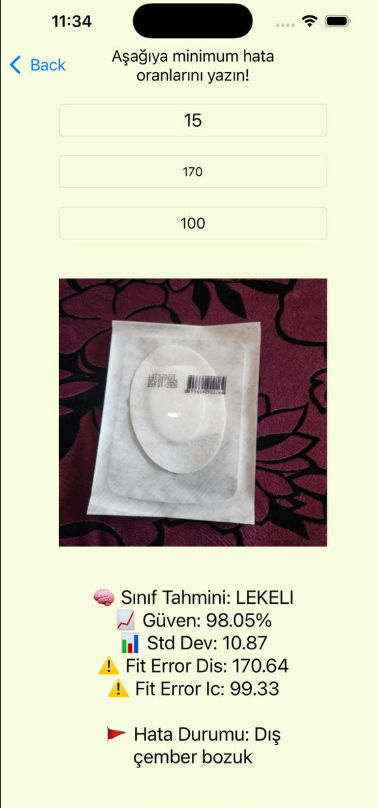 11:34
Back
Aşağıya minimum hata
oranlarını yazın!
15
170
100
🧠 Sınıf Tahmini: LEKELI
📈 Güven: 98.05%
📊 Std Dev: 10.87
⚠️ Fit Error Dis: 170.64
⚠️ Fit Error Ic: 99.33
🚩 Hata Durumu: Dış
çember bozuk